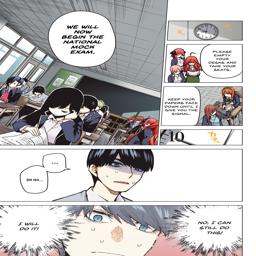 WE WILL
NOW
BEGIN THE
NATIONAL
MOCK
EXAM.
PLEASE
EMPTY
YOUR
DESKS AND
TAKE YOUR
SEATS.
KEEP YOUR
PAPERS FACE
DOWN UNTIL I
GIVE YOU THE
SIGNAL.
...
I WILL
DO IT!
NO, I CAN
STILL DO
THIS!